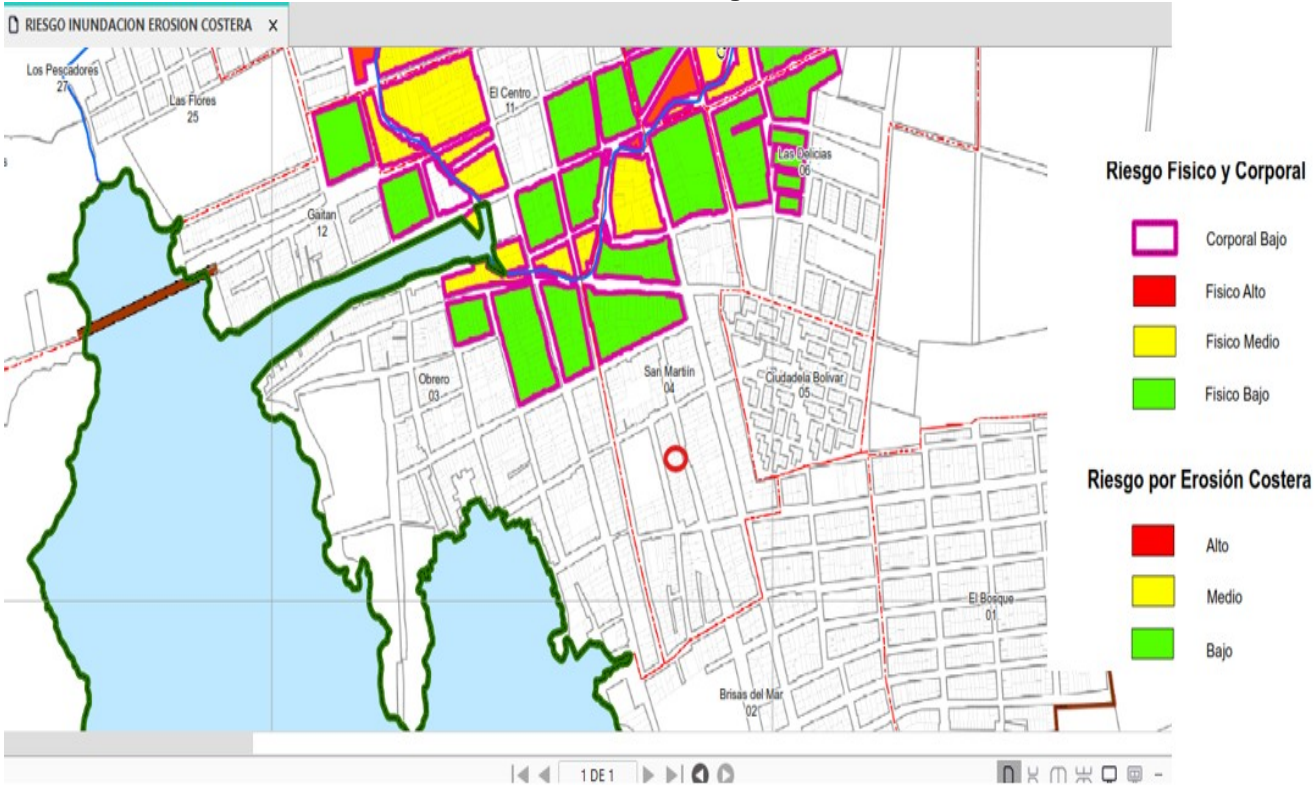 RIESGO INUNDACION EROSION COSTERA X
Los Pescadores
27
Las Flores
25
El Centro
11
Las Delicias
06
Gaitan
12
Obrero
03
San Martiin
04
Ciudadela Bolivar
05
El Bosque
01
Brisas del Mar
02
Riesgo Fisico y Corporal
Corporal Bajo
Fisico Alto
Fisico Medio
Fisico Bajo
Riesgo por Erosión Costera
Alto
Medio
Bajo
1 DE 1